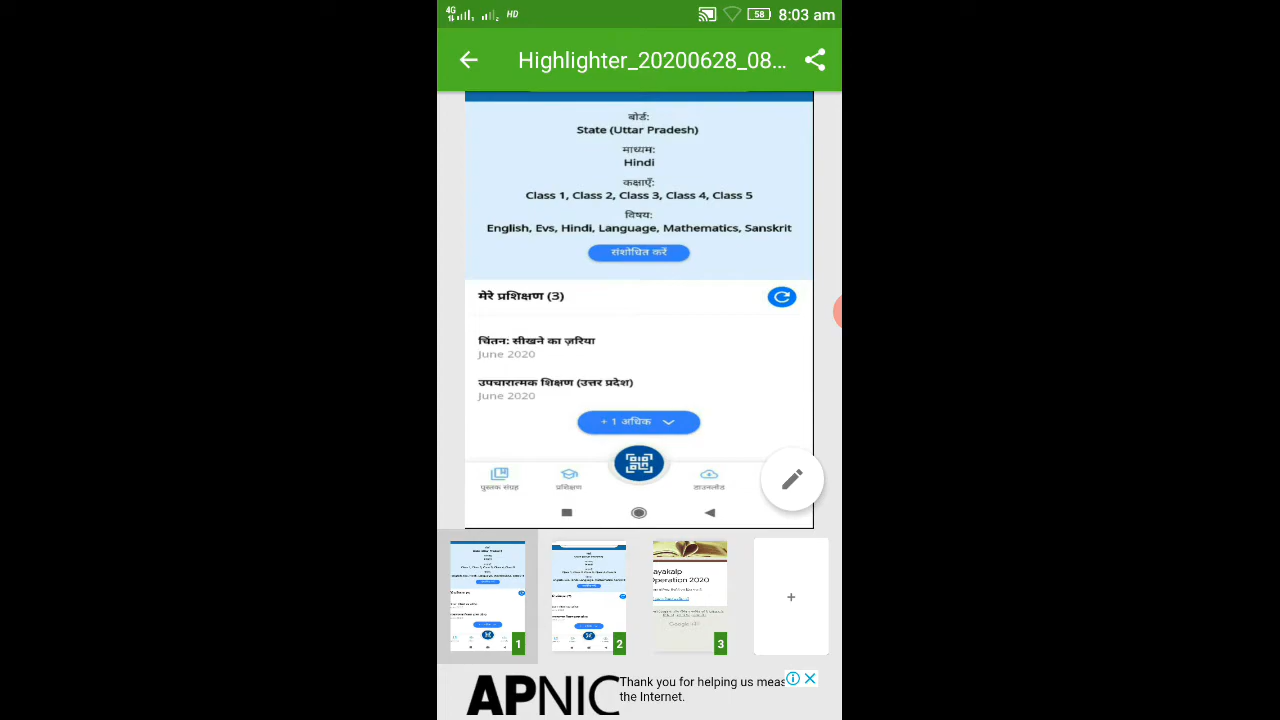 4G HD 58 8:03 am
Highlighter_20200628_08...
बोर्ड:
State (Uttar Pradesh)
माध्यम:
Hindi
कक्षाएँ:
Class 1, Class 2, Class 3, Class 4, Class 5
विषय:
English, Evs, Hindi, Language, Mathematics, Sanskrit
संशोधित करें
मेरे प्रशिक्षण (3)
चिंतन: सीखने का ज़रिया
June 2020
उपचारात्मक शिक्षण (उत्तर प्रदेश)
June 2020
+ 1 अधिक
पुस्तक संग्रह प्रशिक्षण डाउनलोड
ayakalp
Operation 2020
1 2 3 +
APNIC
Thank you for helping us meas
the Internet.